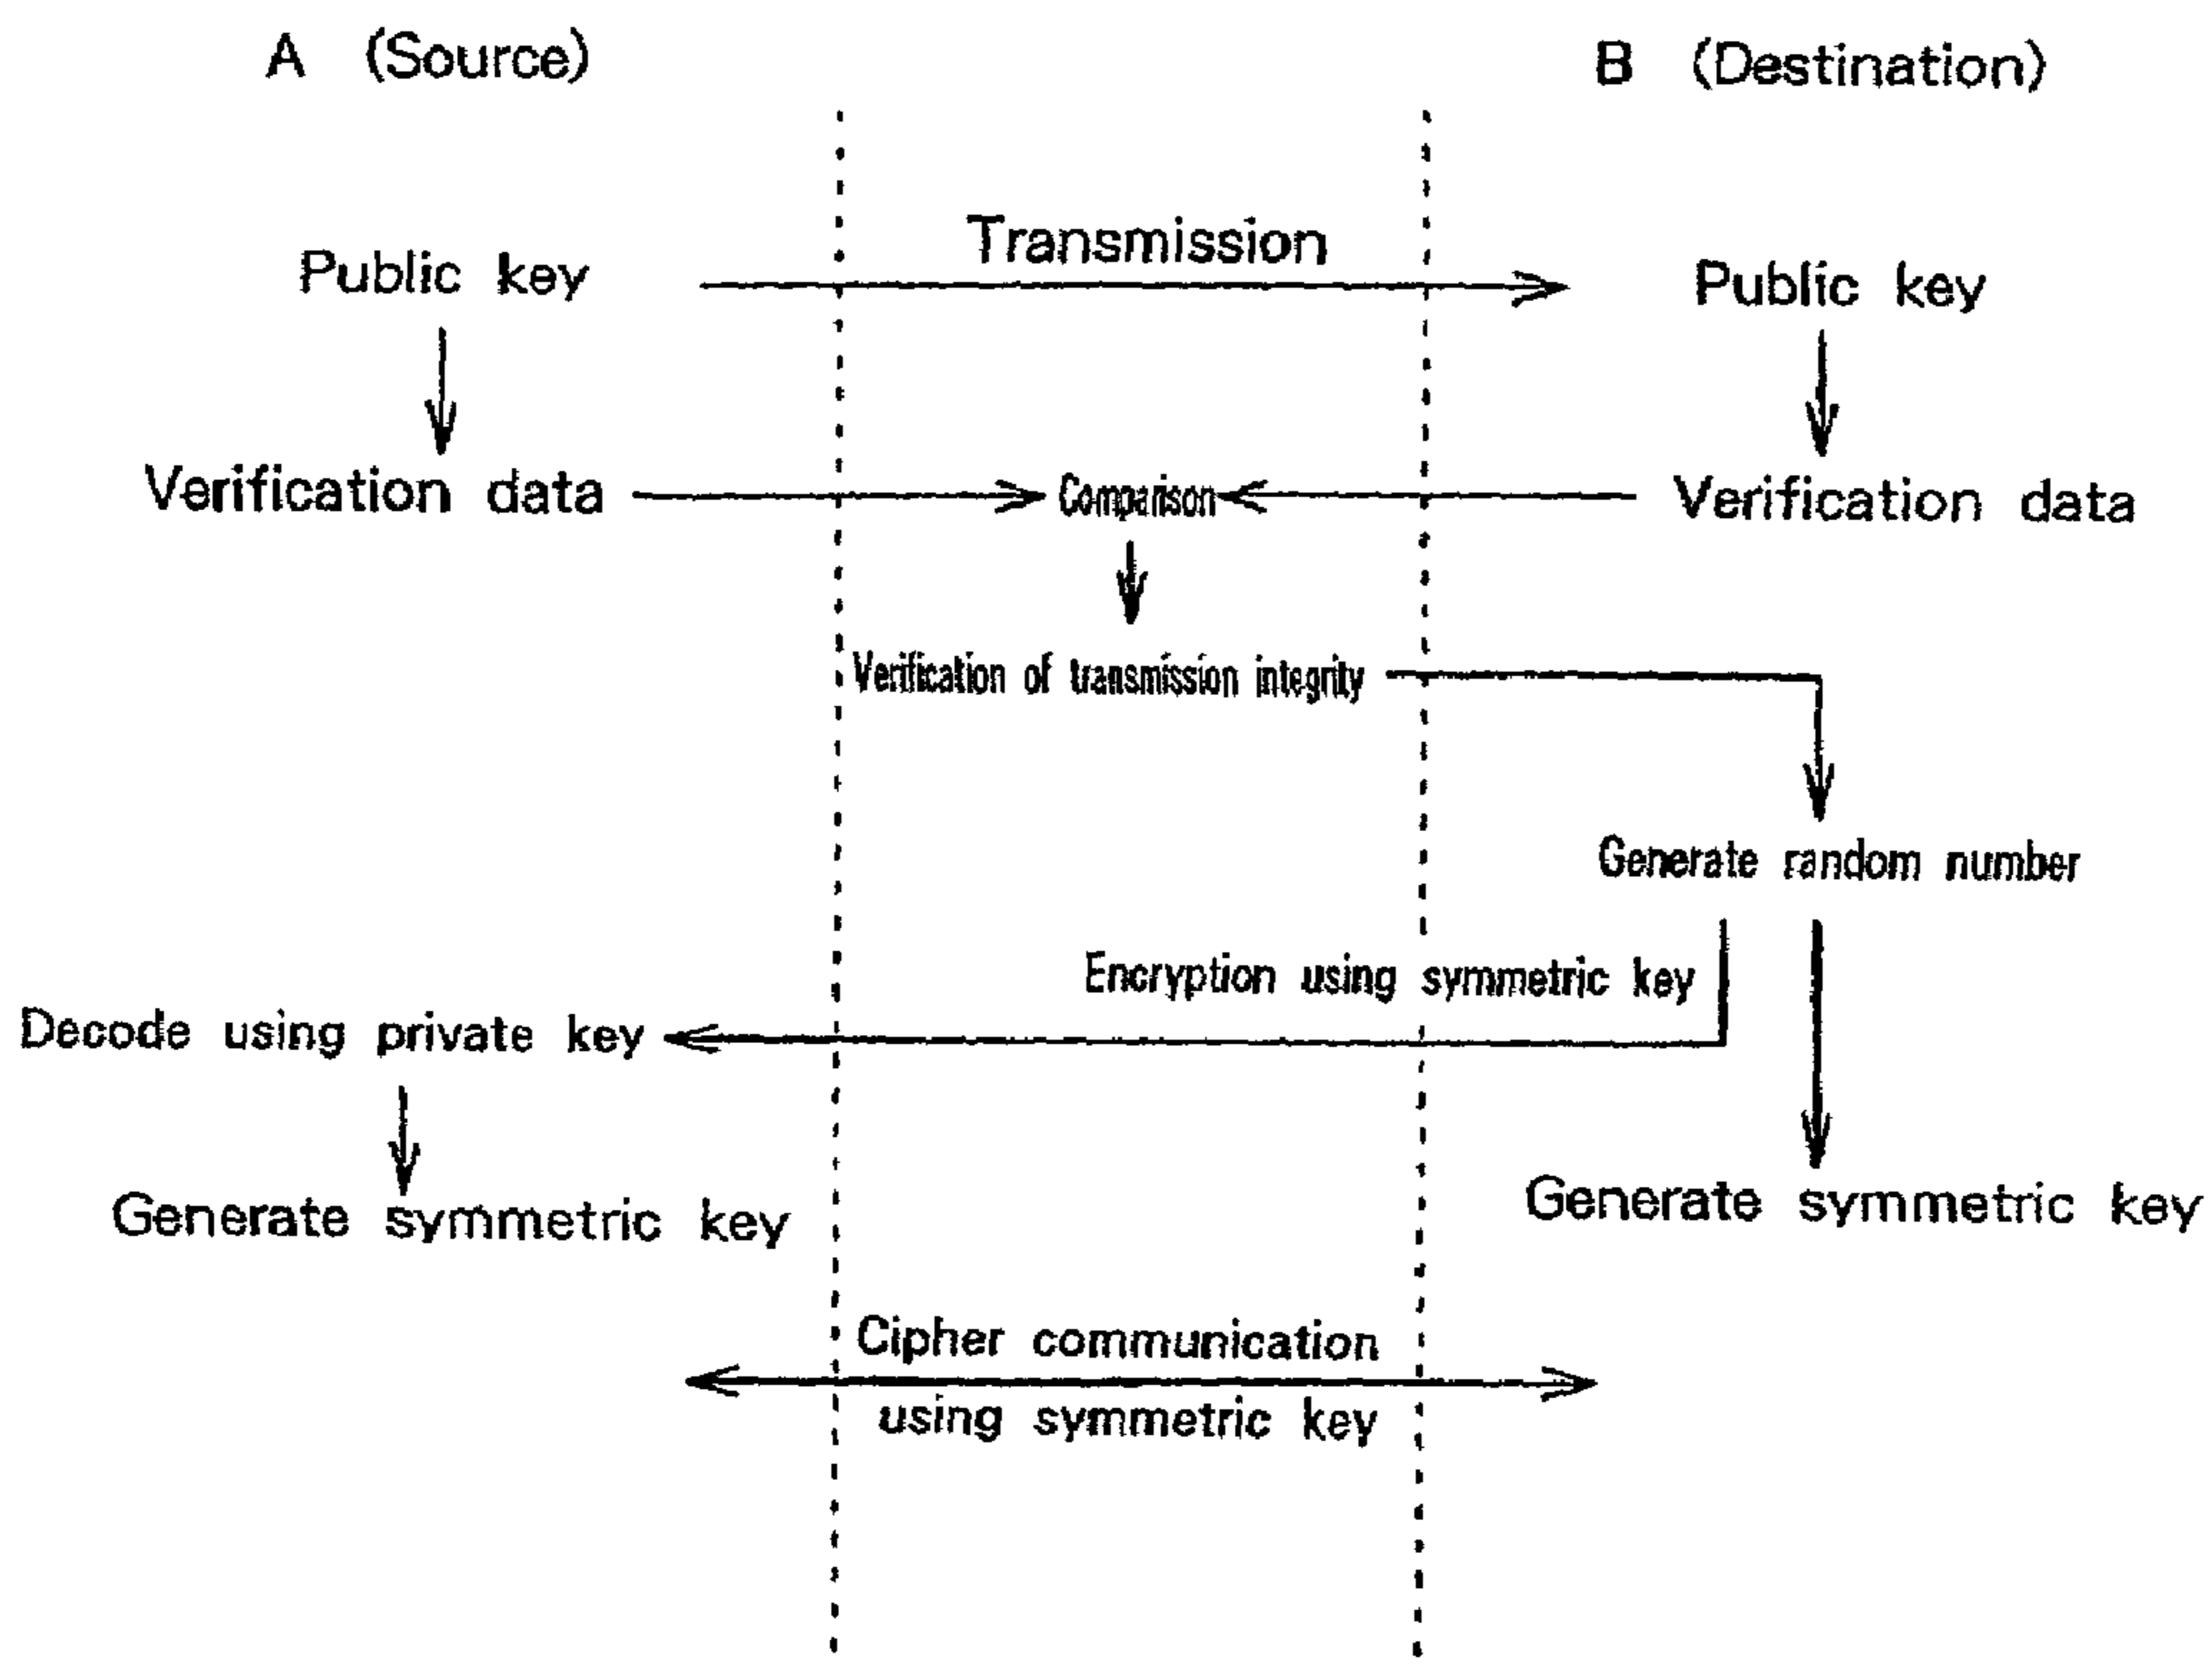 A (Source)
B (Destination)
Transmission
Public key
Public key
Verification data
Comparison
Verification data
Verification of transmission integrity
Generate random number
Encryption using symmetric key
Decode using private key
Generate symmetric key
Generate symmetric key
Cipher communication
using symmetric key